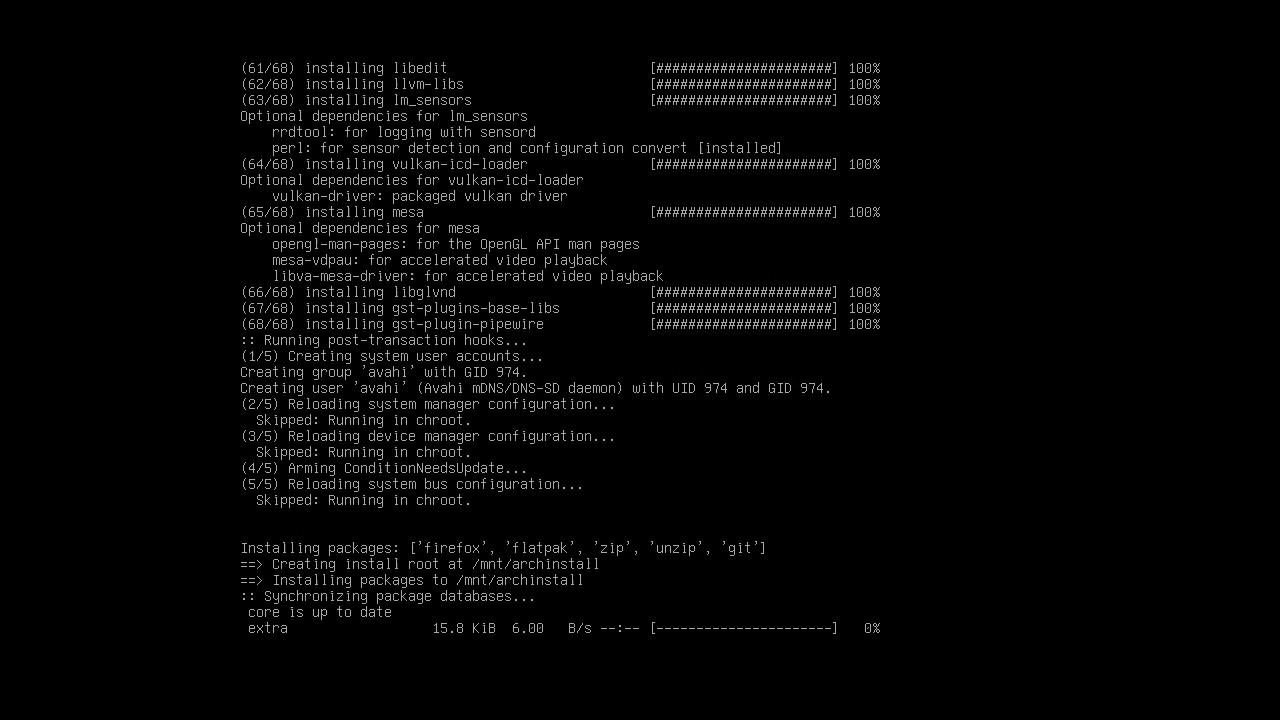 (61/68) installing libedit [######################] 100%
(62/68) installing llvm-libs [######################] 100%
(63/68) installing lm_sensors [######################] 100%
Optional dependencies for lm_sensors
    rrdtool: for logging with sensord
    perl: for sensor detection and configuration convert [installed]
(64/68) installing vulkan-icd-loader [######################] 100%
Optional dependencies for vulkan-icd-loader
    vulkan-driver: packaged vulkan driver
(65/68) installing mesa [######################] 100%
Optional dependencies for mesa
    opengl-man-pages: for the OpenGL API man pages
    mesa-vdpau: for accelerated video playback
    libva-mesa-driver: for accelerated video playback
(66/68) installing libglvnd [######################] 100%
(67/68) installing gst-plugins-base-libs [######################] 100%
(68/68) installing gst-plugin-pipewire [######################] 100%
:: Running post-transaction hooks...
(1/5) Creating system user accounts...
Creating group 'avahi' with GID 974.
Creating user 'avahi' (Avahi mDNS/DNS-SD daemon) with UID 974 and GID 974.
(2/5) Reloading system manager configuration...
  Skipped: Running in chroot.
(3/5) Reloading device manager configuration...
  Skipped: Running in chroot.
(4/5) Arming ConditionNeedsUpdate...
(5/5) Reloading system bus configuration...
  Skipped: Running in chroot.
Installing packages: ['firefox', 'flatpak', 'zip', 'unzip', 'git']
==> Creating install root at /mnt/archinstall
==> Installing packages to /mnt/archinstall
:: Synchronizing package databases...
 core is up to date
 extra 15.8 KiB 6.00 B/s --:-- [----------------------] 0%